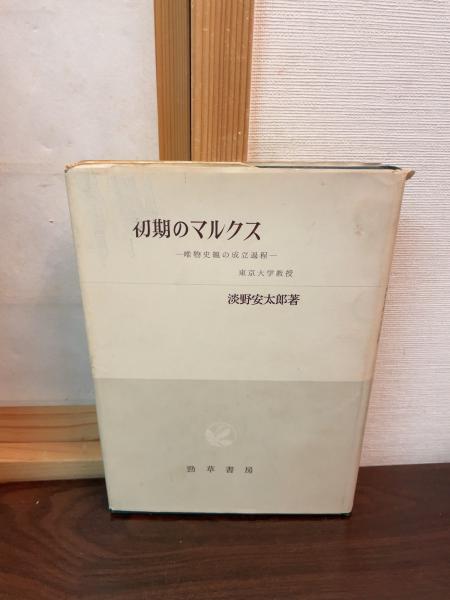 初期のマルクス
―唯物史観の成立過程―
東京大学教授
淡野安太郎著
勁草書房